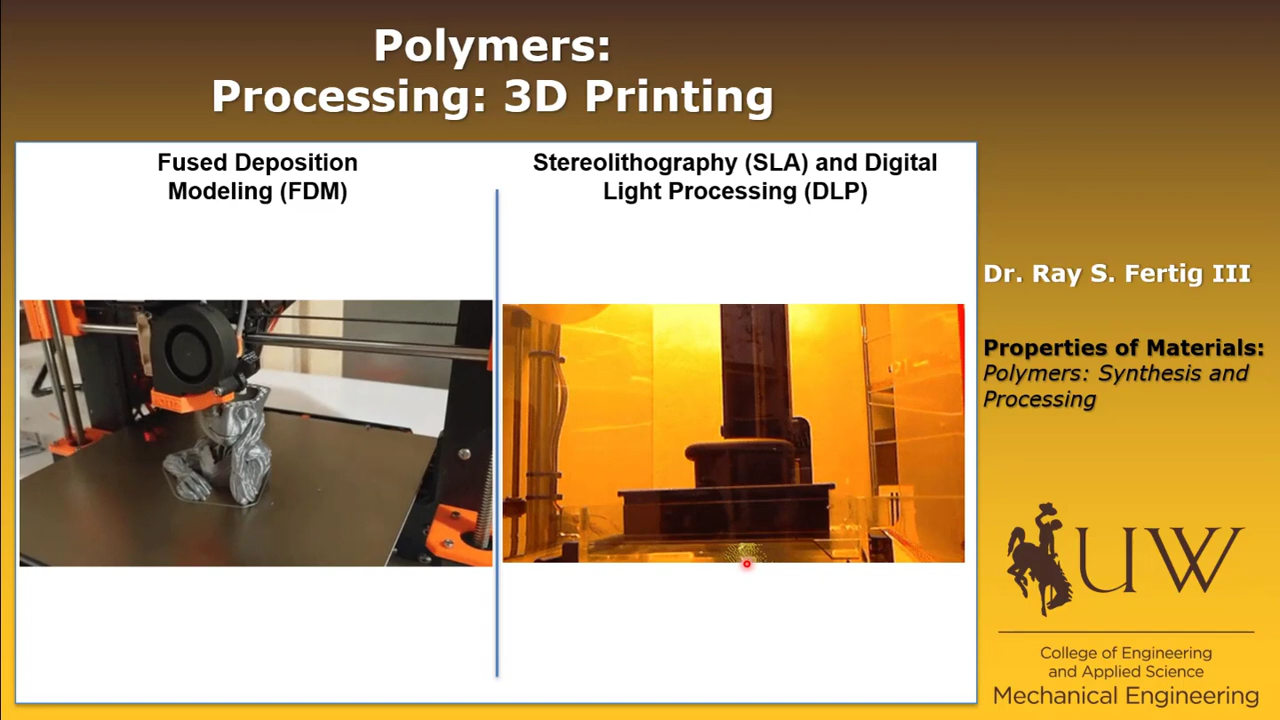 Polymers:
Processing: 3D Printing
Fused Deposition
Modeling (FDM)
Stereolithography (SLA) and Digital
Light Processing (DLP)
Dr. Ray S. Fertig III
Properties of Materials:
Polymers: Synthesis and
Processing
UW
College of Engineering
and Applied Science
Mechanical Engineering